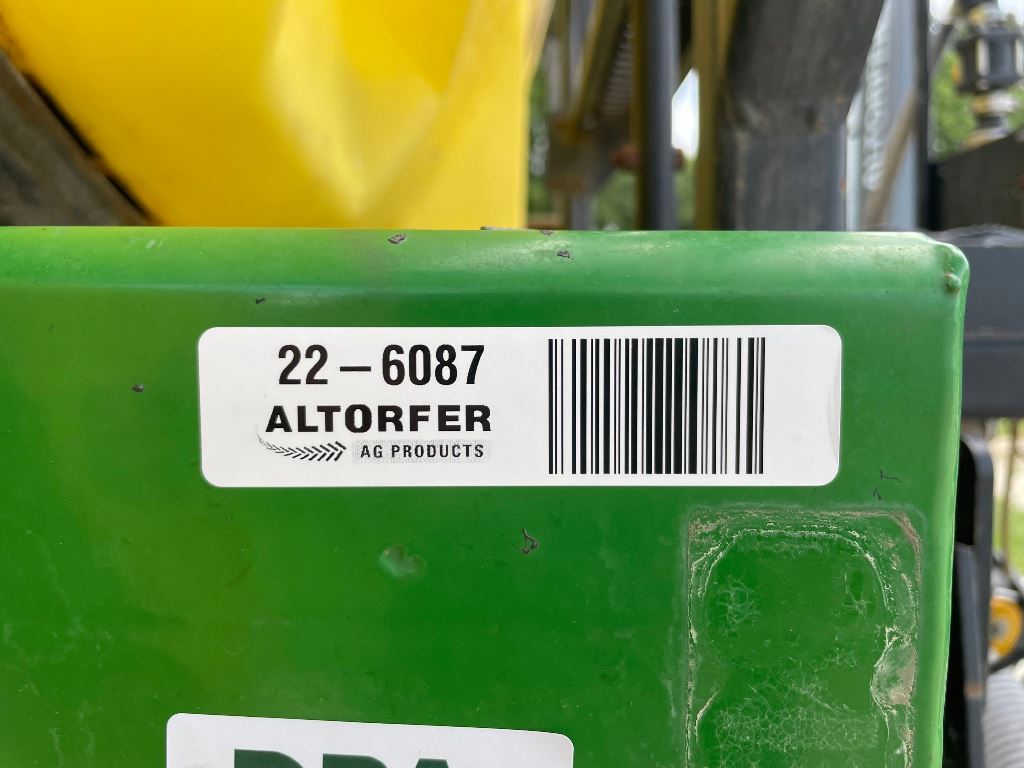 22-6087
ALTORFER
AG PRODUCTS